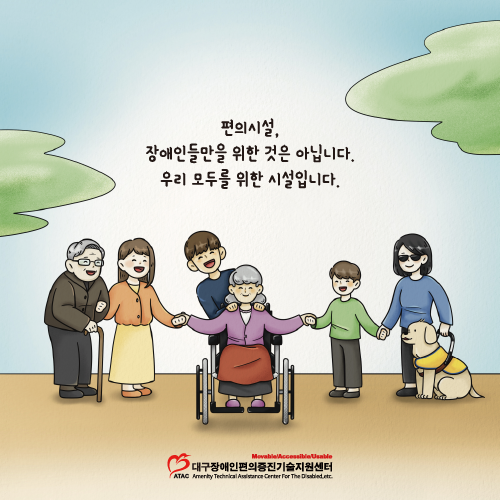 편의시설,
장애인들만을 위한 것은 아닙니다.
우리 모두를 위한 시설입니다.
Movable/Accessible/Usable
대구장애인편의증진기술지원센터
ATAC Amenity Technical Assistance Center For The Disabled,etc.